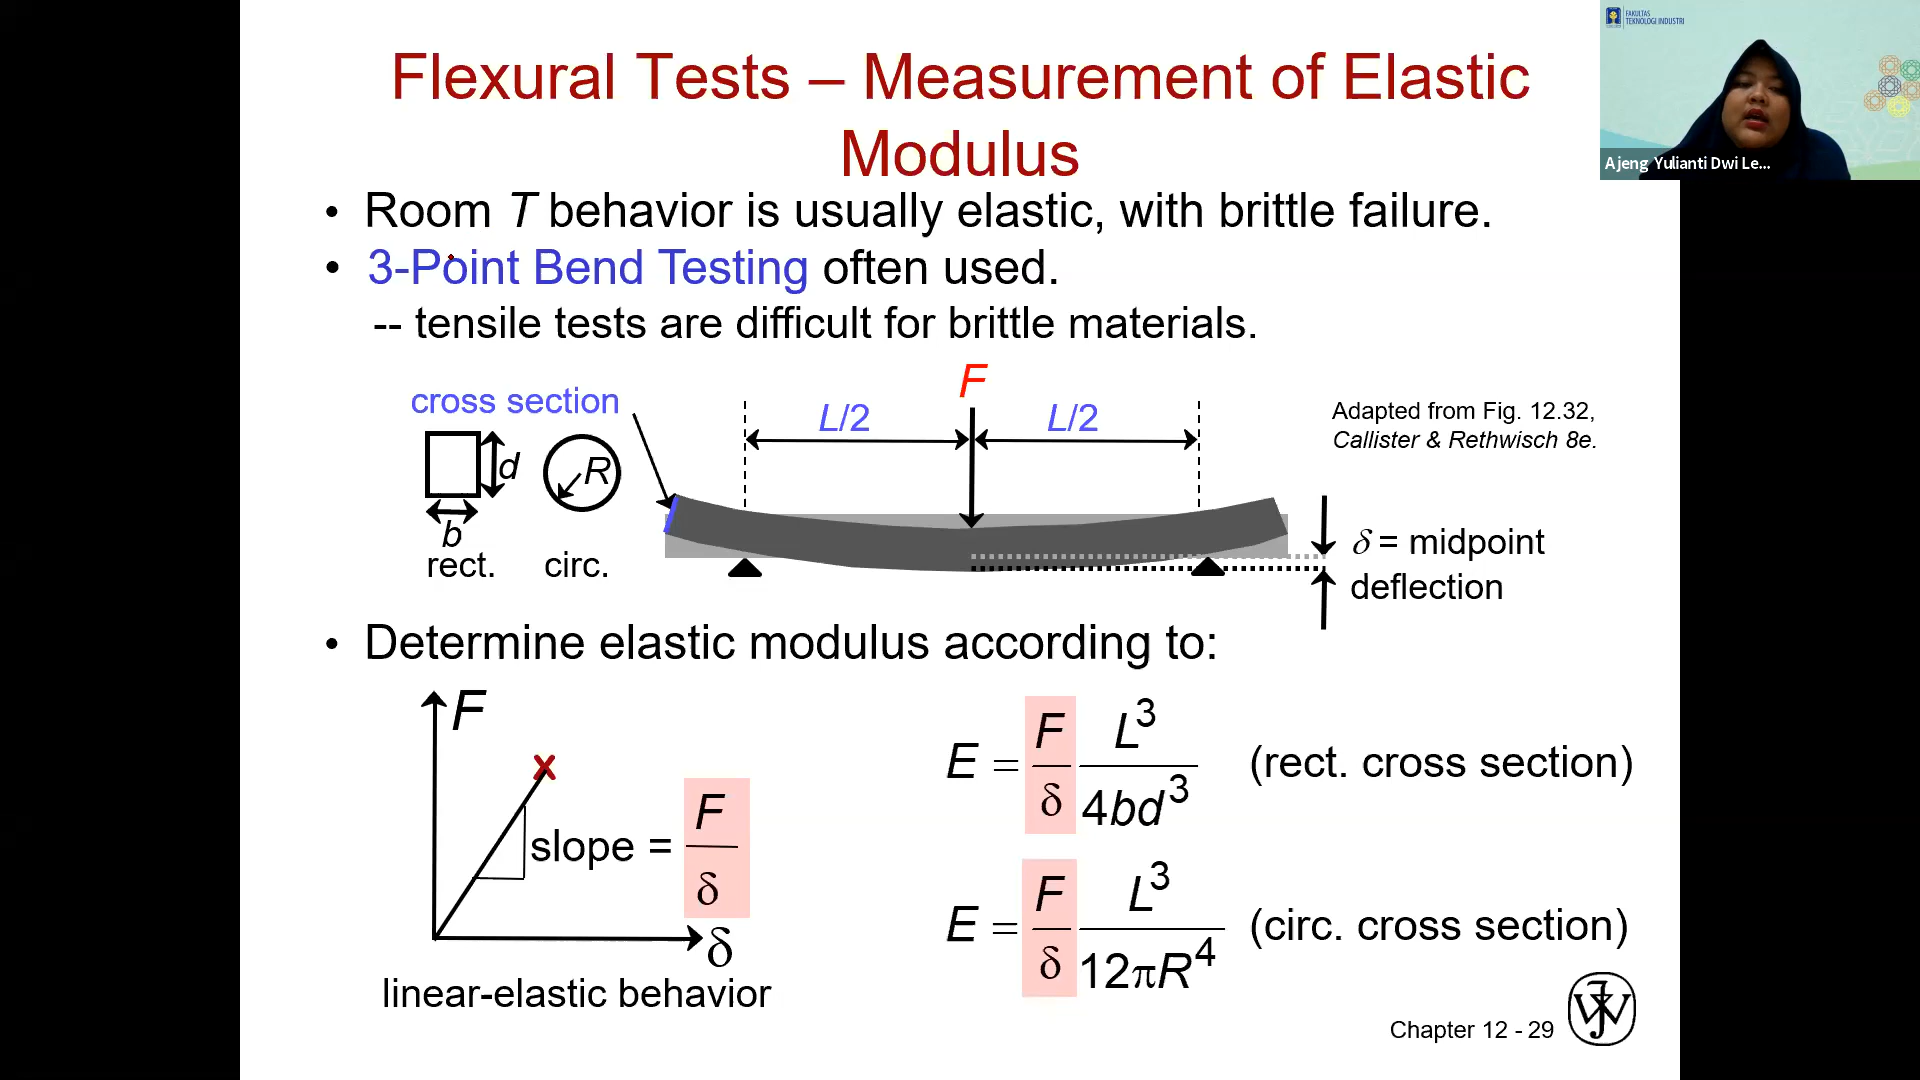 FAKULTAS
TEKNOLOGI INDUSTRI
Ajeng Yulianti Dwi Le...
Flexural Tests – Measurement of Elastic
Modulus
• Room T behavior is usually elastic, with brittle failure.
• 3-Point Bend Testing often used.
-- tensile tests are difficult for brittle materials.
cross section
F
L/2
L/2
Adapted from Fig. 12.32,
Callister & Rethwisch 8e.
d
R
b
rect.
circ.
δ = midpoint
deflection
• Determine elastic modulus according to:
F
x
slope = F/δ
δ
linear-elastic behavior
E = F/δ L³/4bd³ (rect. cross section)
E = F/δ L³/12πR⁴ (circ. cross section)
Chapter 12 - 29